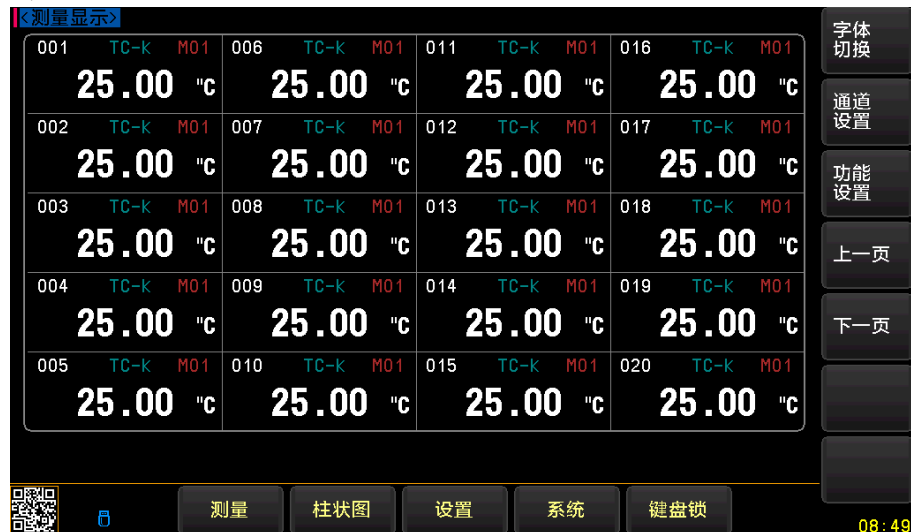 <测量显示>
001 TC-K M01 006 TC-K M01 011 TC-K M01 016 TC-K M01
25.00 "C 25.00 "C 25.00 "C 25.00 "C
002 TC-K M01 007 TC-K M01 012 TC-K M01 017 TC-K M01
25.00 "C 25.00 "C 25.00 "C 25.00 "C
003 TC-K M01 008 TC-K M01 013 TC-K M01 018 TC-K M01
25.00 "C 25.00 "C 25.00 "C 25.00 "C
004 TC-K M01 009 TC-K M01 014 TC-K M01 019 TC-K M01
25.00 "C 25.00 "C 25.00 "C 25.00 "C
005 TC-K M01 010 TC-K M01 015 TC-K M01 020 TC-K M01
25.00 "C 25.00 "C 25.00 "C 25.00 "C
字体
切换
通道
设置
功能
设置
上一页
下一页
测量 柱状图 设置 系统 键盘锁
08:49